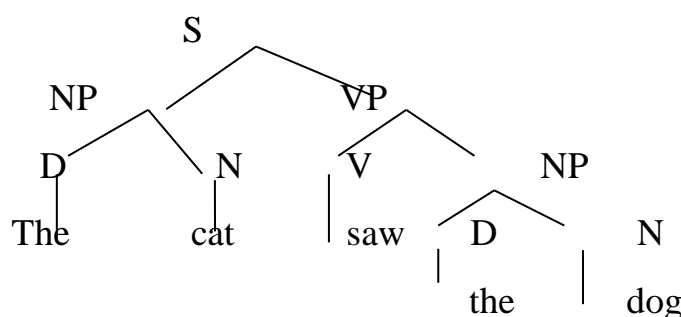 S
NP VP
D N V NP
The cat saw D N
the dog